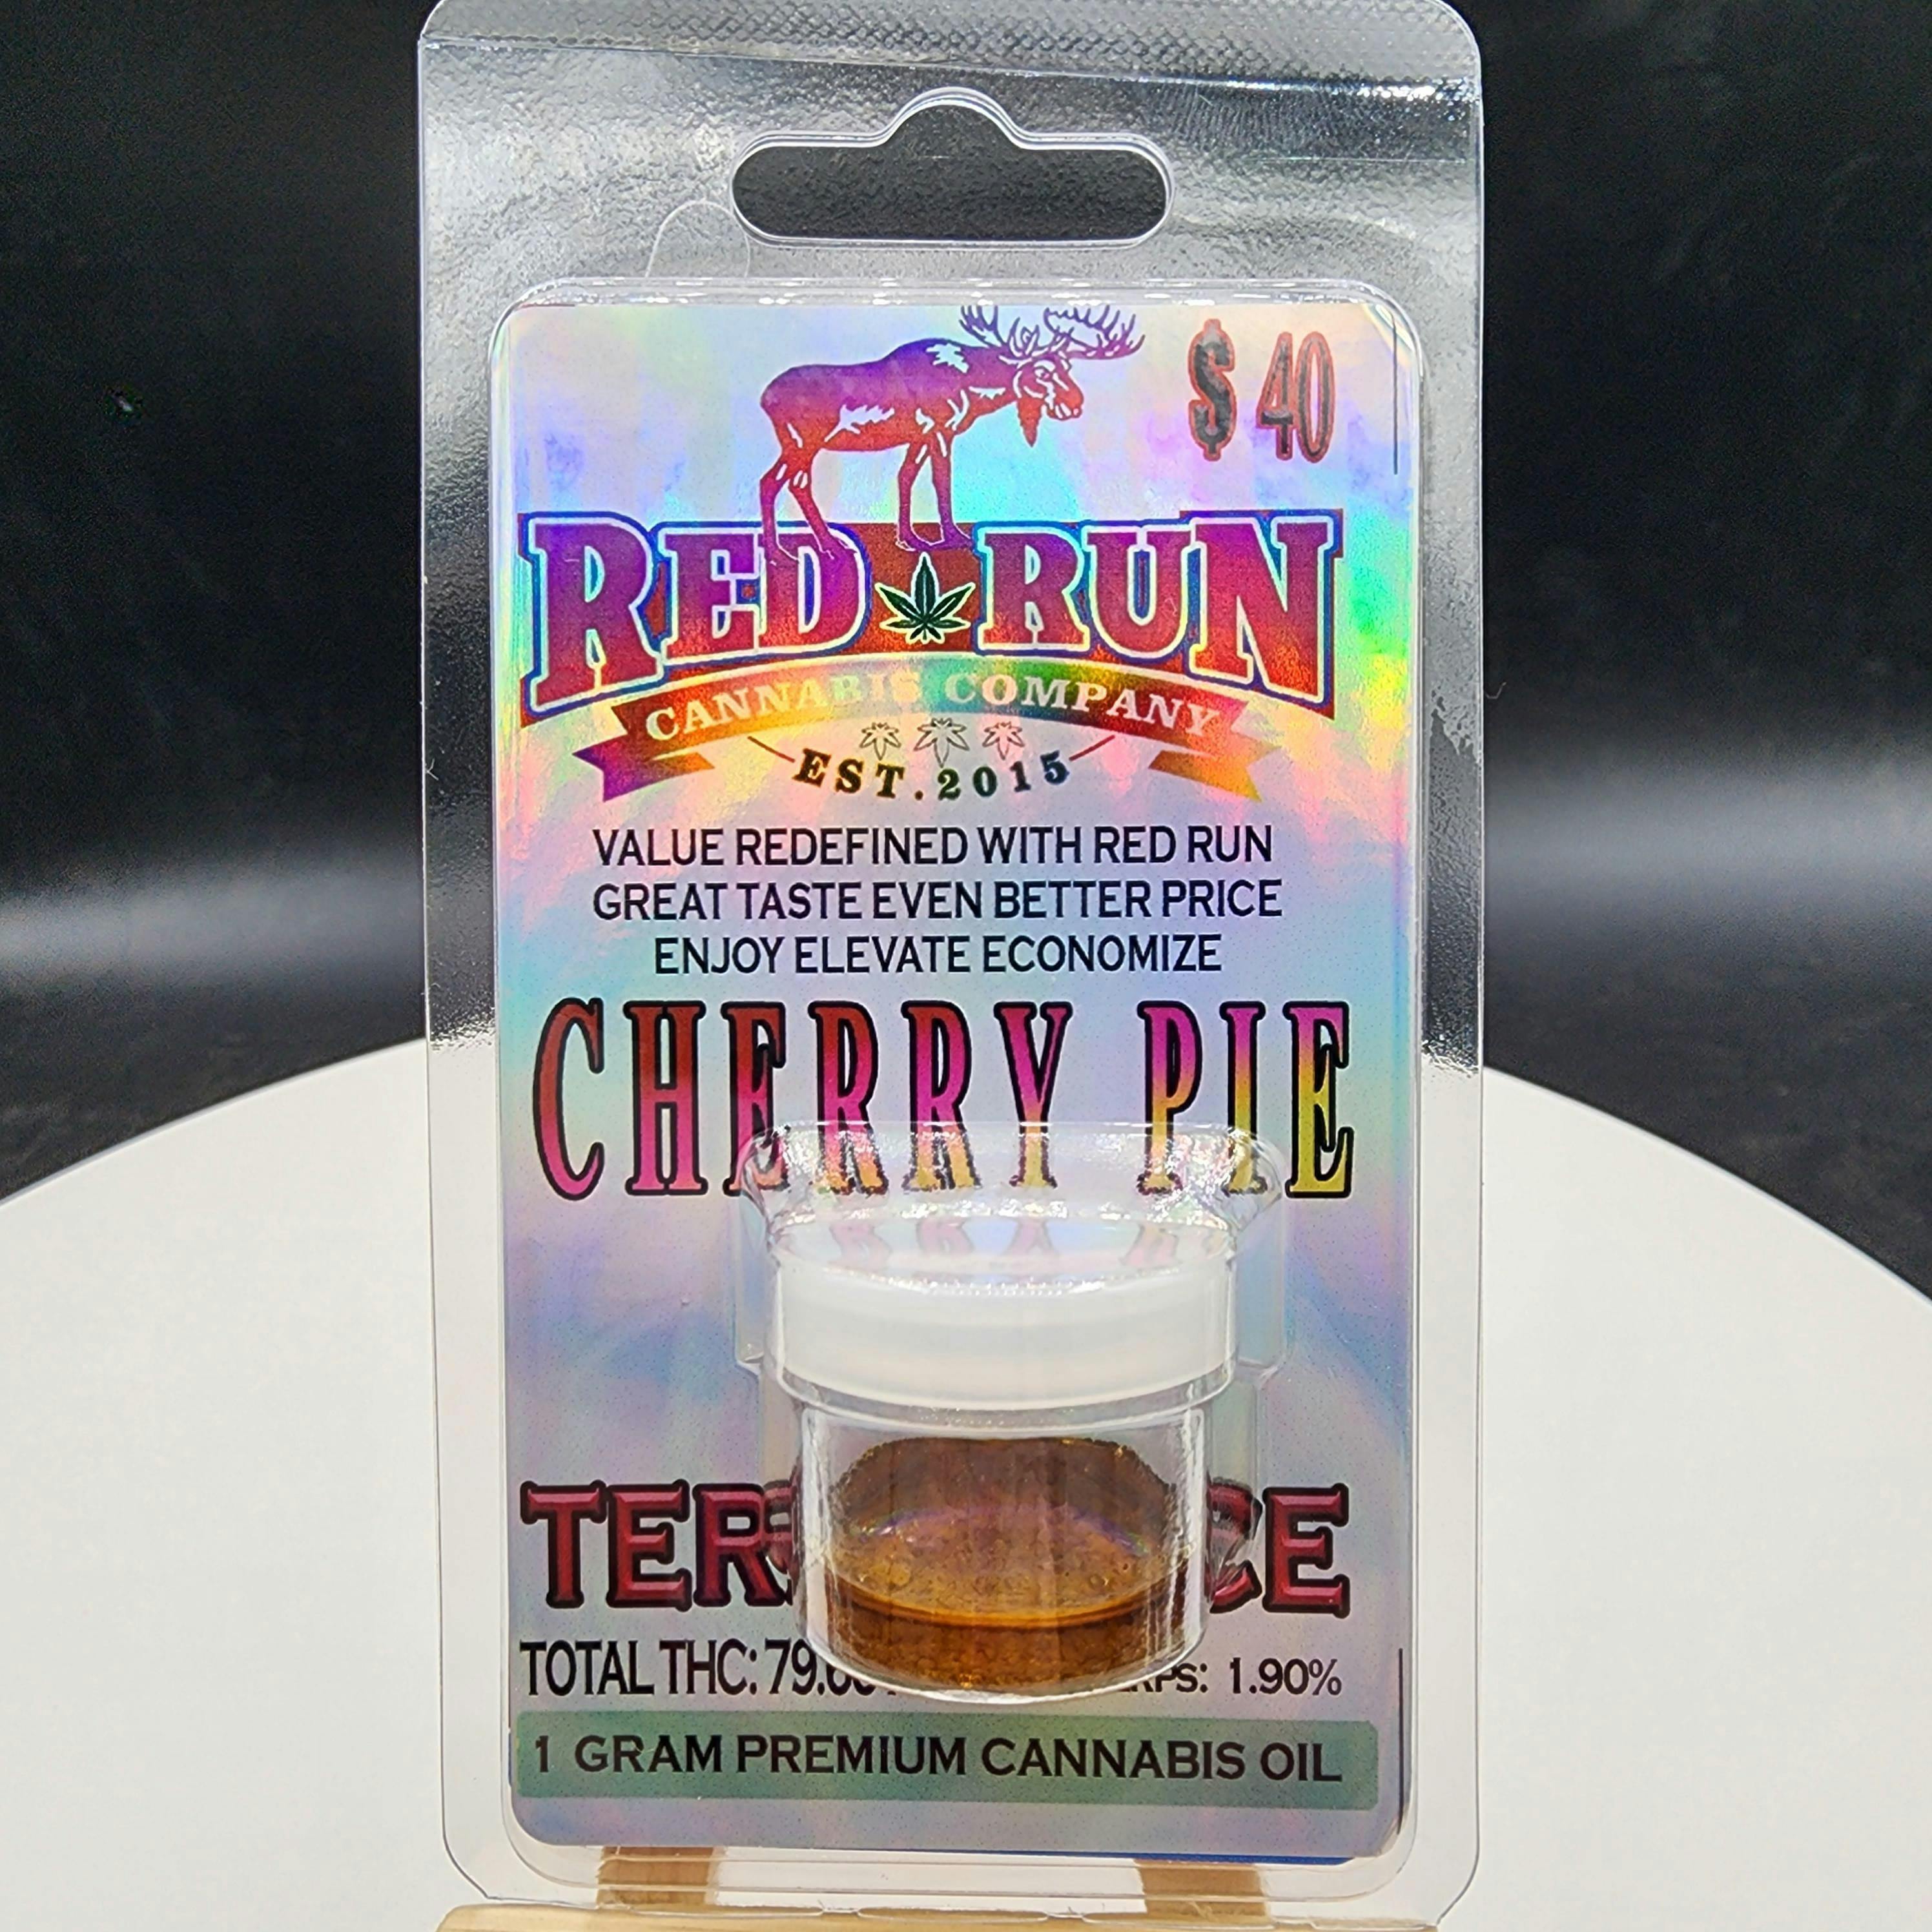 $ 40
RED RUN
CANNABIS COMPANY
EST. 2015
VALUE REDEFINED WITH RED RUN
GREAT TASTE EVEN BETTER PRICE
ENJOY ELEVATE ECONOMIZE
CHERRY PIE
TOTAL THC: 1.90%
1 GRAM PREMIUM CANNABIS OIL